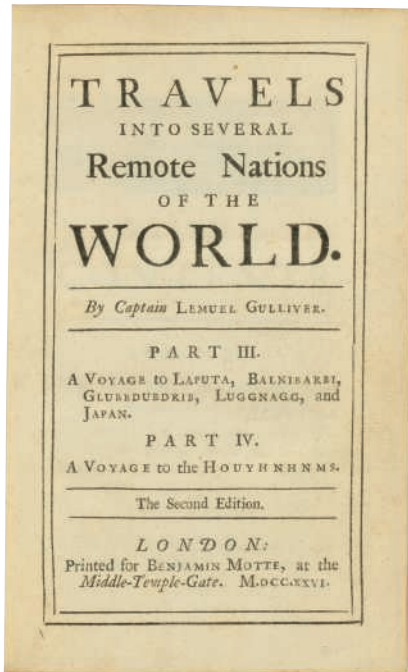 TRAVELS
INTO SEVERAL
Remote Nations
OF THE
WORLD.
By Captain LEMUEL GULLIVER.
PART III.
A VOYAGE to LAPUTA, BALNIBARBI,
GLUBBDUBDRIB, LUGGNAGG, and
JAPAN.
PART IV.
A VOYAGE to the HOUYHNHNMS.
The Second Edition.
LONDON:
Printed for BENJAMIN MOTTE, at the
Middle-Temple-Gate. M.DCC.XXVI.